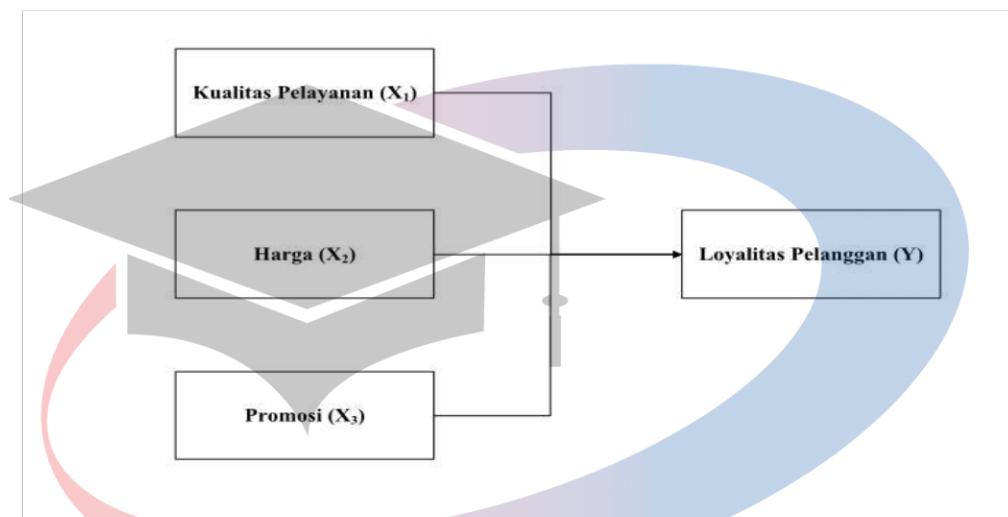 Kualitas Pelayanan (X₁)
Harga (X₂)
Loyalitas Pelanggan (Y)
Promosi (X₃)